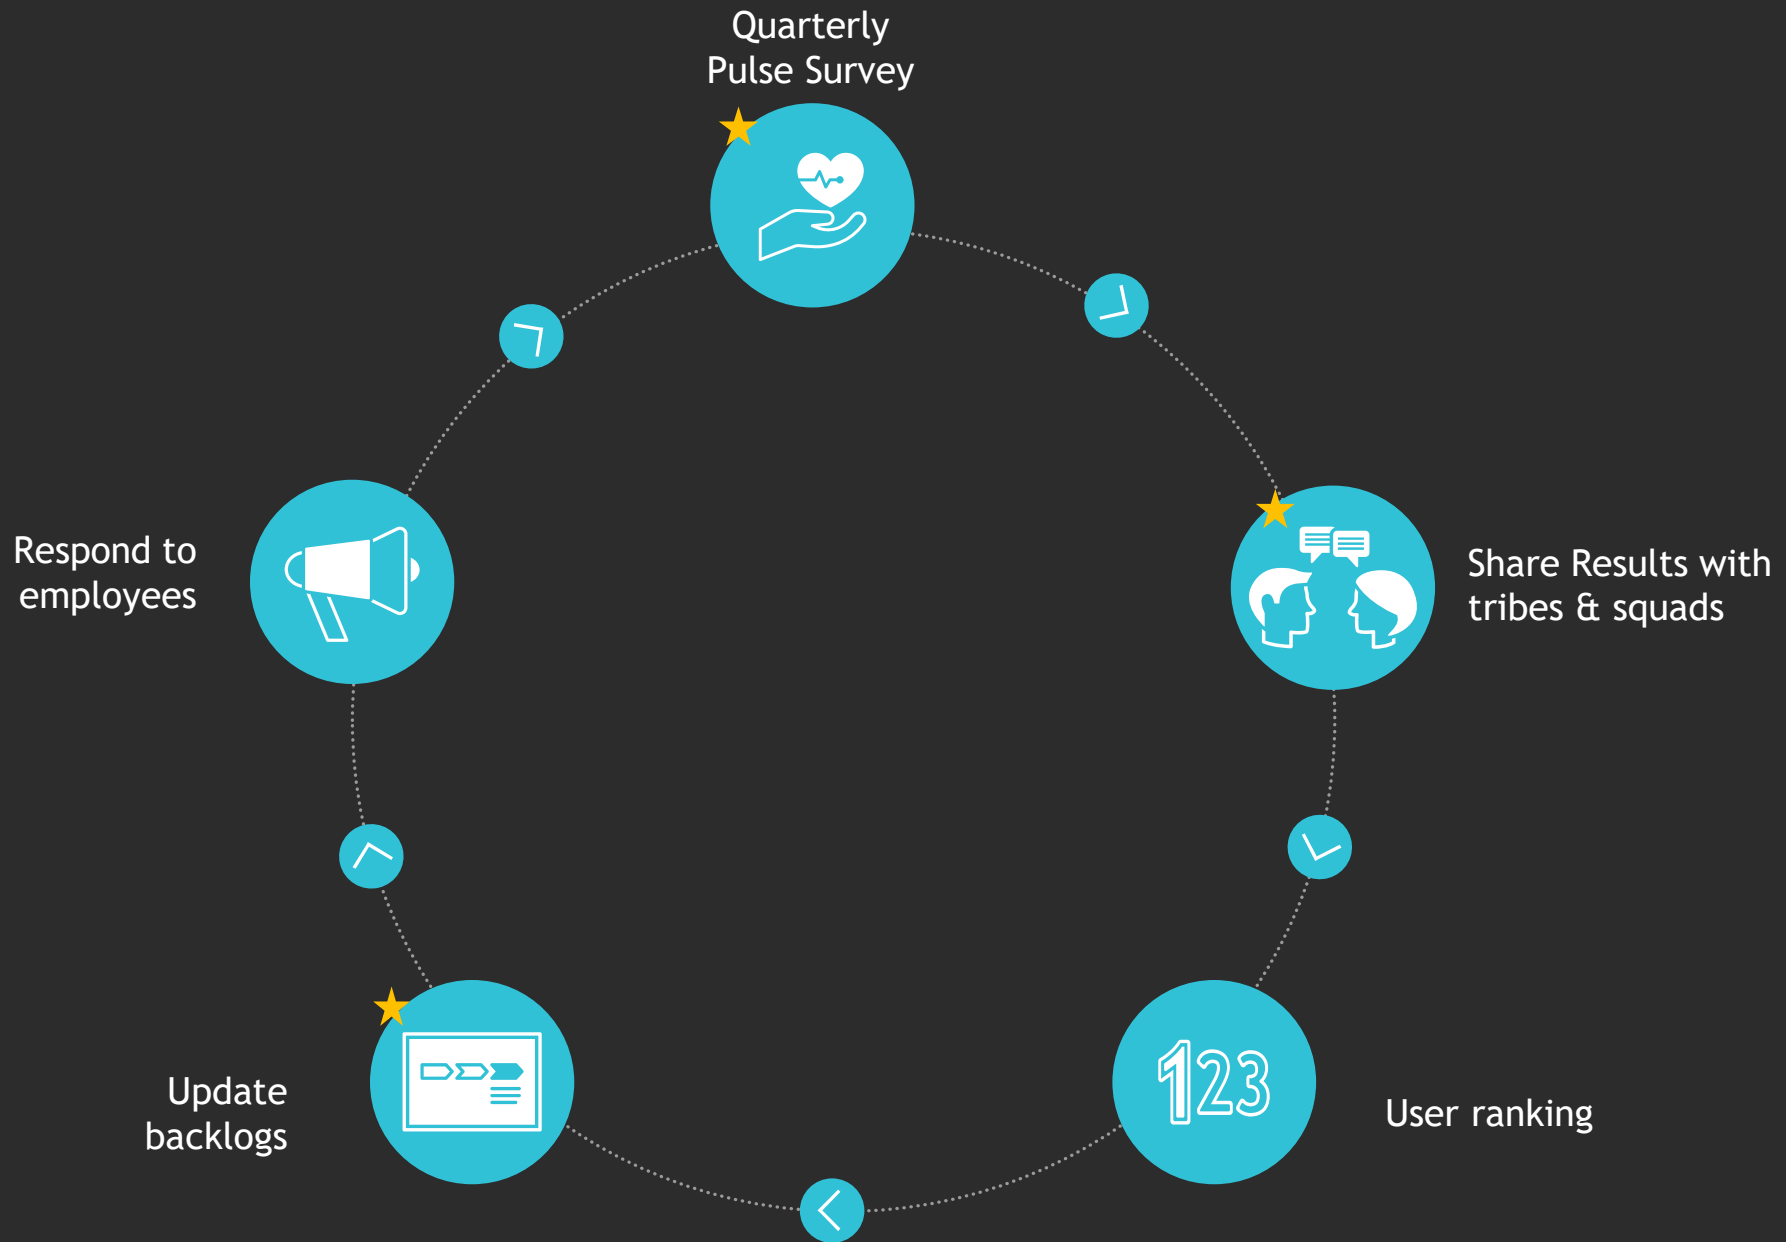 Quarterly
Pulse Survey
Respond to
employees
Share Results with
tribes & squads
Update
backlogs
123
User ranking